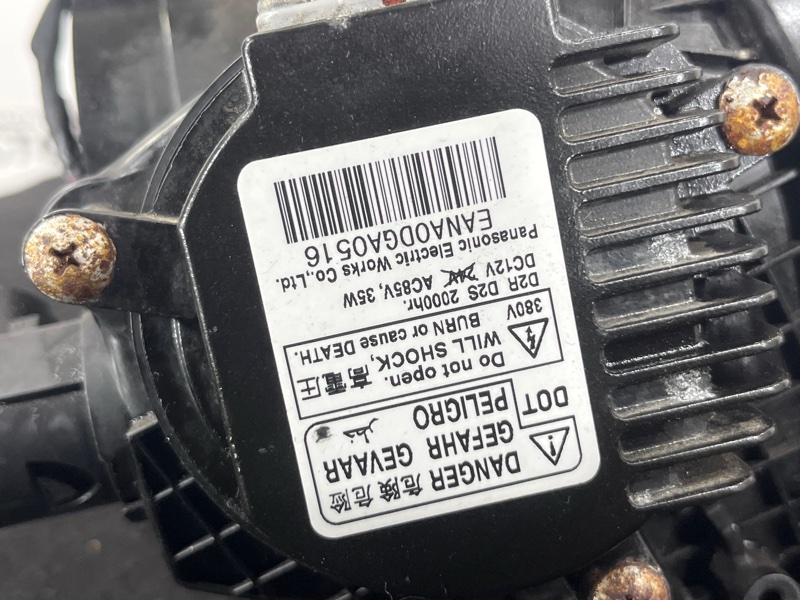 DANGER 危険 危险
GEFAHR GEVAAR
PELIGRO
DOT
Do not open. 高電圧
WILL SHOCK,
BURN or cause DEATH.
380V
D2R D2S 2000hr.
DC12V 24V AC85V, 35W
Panasonic Electric Works Co.,Ltd.
EANA0DGA0516